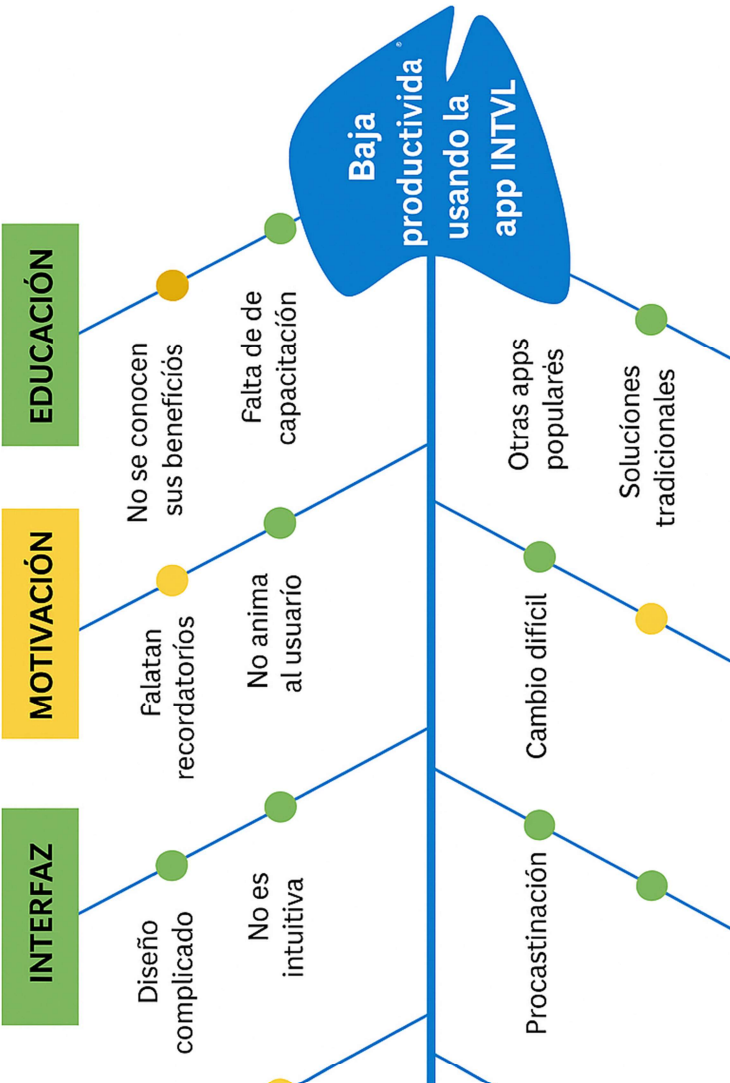 INTERFAZ
MOTIVACIÓN
EDUCACIÓN
Diseño
complicado
No es
intuitiva
Falatan
recordatoríos
No anima
al usuarío
No se conocen
sus benefíciós
Falta de de
capacitación
Baja
productivida
usando la
app INTVL
Procastinación
Cambio difícil
Otras apps
popularés
Solucíones
tradicionales